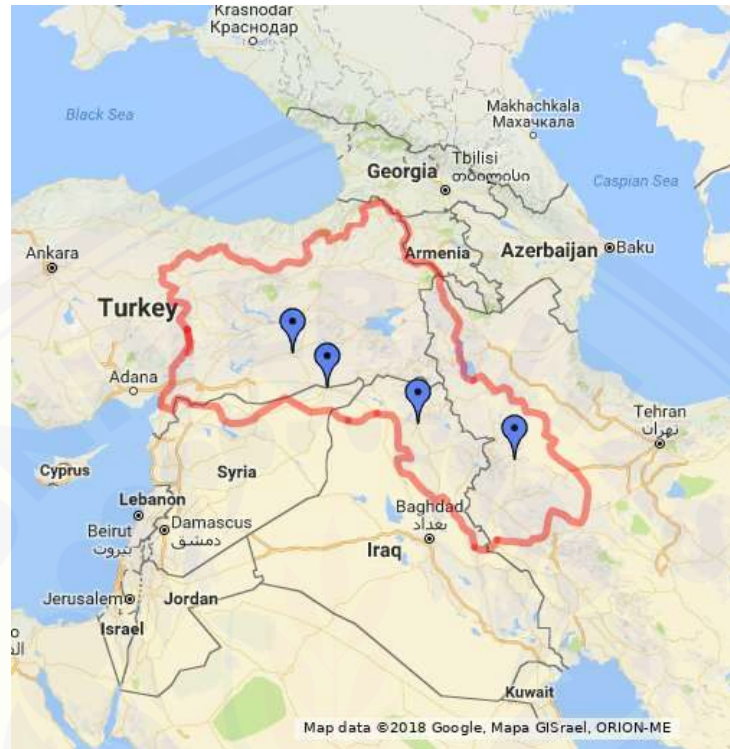 Krasnodar
Краснодар
Makhachkala
Махачкала
Black Sea
Georgia
Tbilisi
თბილისი
Caspian Sea
Ankara
Armenia
Azerbaijan
Baku
Turkey
Adana
Tehran
تهران
Cyprus
Syria
Lebanon
Beirut
بيروت
Damascus
دمشق
Baghdad
بغداد
Iraq
Jerusalem
Jordan
Israel
Kuwait
Map data ©2018 Google, Mapa GISrael, ORION-ME